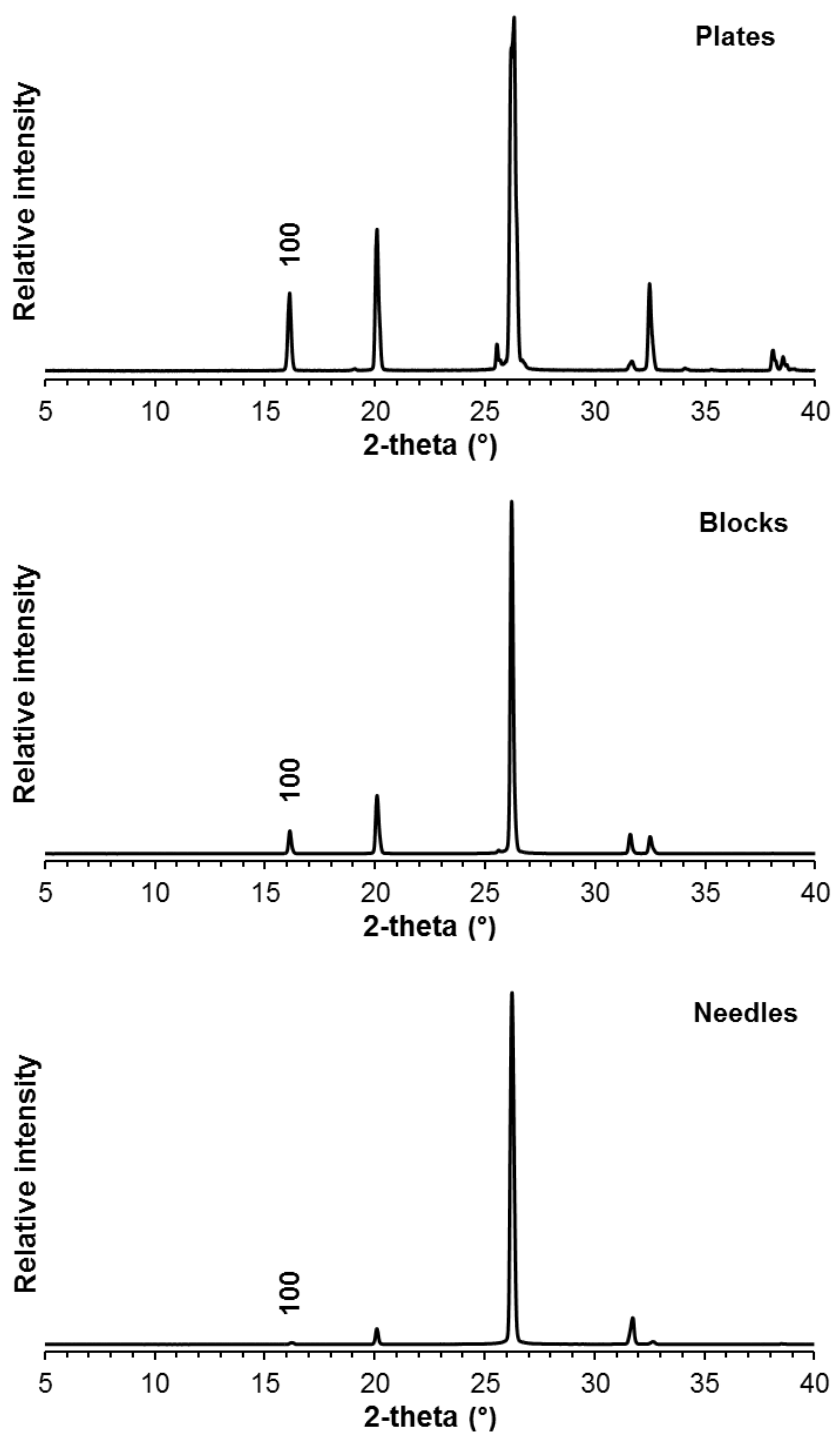 Plates
Relative intensity
100
5 10 15 20 25 30 35 40
2-theta (°)
Blocks
Relative intensity
100
5 10 15 20 25 30 35 40
2-theta (°)
Needles
Relative intensity
100
5 10 15 20 25 30 35 40
2-theta (°)